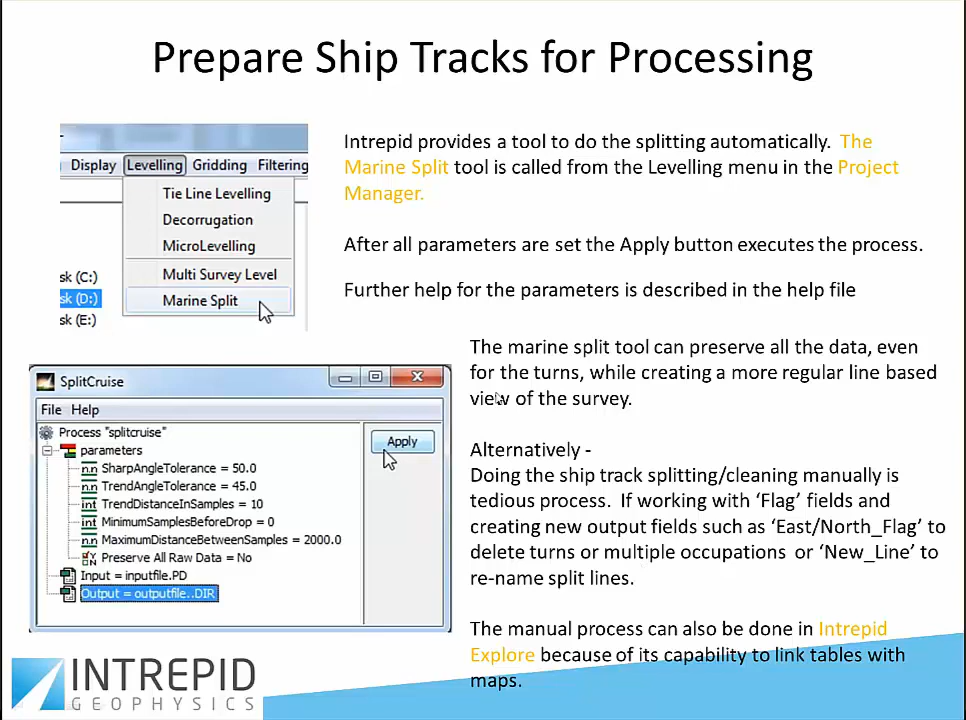 Prepare Ship Tracks for Processing
Display Levelling Gridding Filtering
Tie Line Levelling
Decorrugation
MicroLevelling
Multi Survey Level
Marine Split
sk (C:)
sk (D:)
sk (E:)
Intrepid provides a tool to do the splitting automatically. The
Marine Split tool is called from the Levelling menu in the Project
Manager.
After all parameters are set the Apply button executes the process.
Further help for the parameters is described in the help file
SplitCruise
File Help
Process "splitcruise"
parameters
n.n SharpAngleTolerance = 50.0
n.n TrendAngleTolerance = 45.0
int TrendDistanceInSamples = 10
int MinimumSamplesBeforeDrop = 0
n.n MaximumDistanceBetweenSamples = 2000.0
Y/N Preserve All Raw Data = No
Input = inputfile.PD
Output = outputfile..DIR
Apply
The marine split tool can preserve all the data, even
for the turns, while creating a more regular line based
view of the survey.
Alternatively -
Doing the ship track splitting/cleaning manually is
tedious process. If working with ‘Flag’ fields and
creating new output fields such as ‘East/North_Flag’ to
delete turns or multiple occupations or ‘New_Line’ to
re-name split lines.
The manual process can also be done in Intrepid
Explore because of its capability to link tables with
maps.
INTREPID
GEOPHYSICS